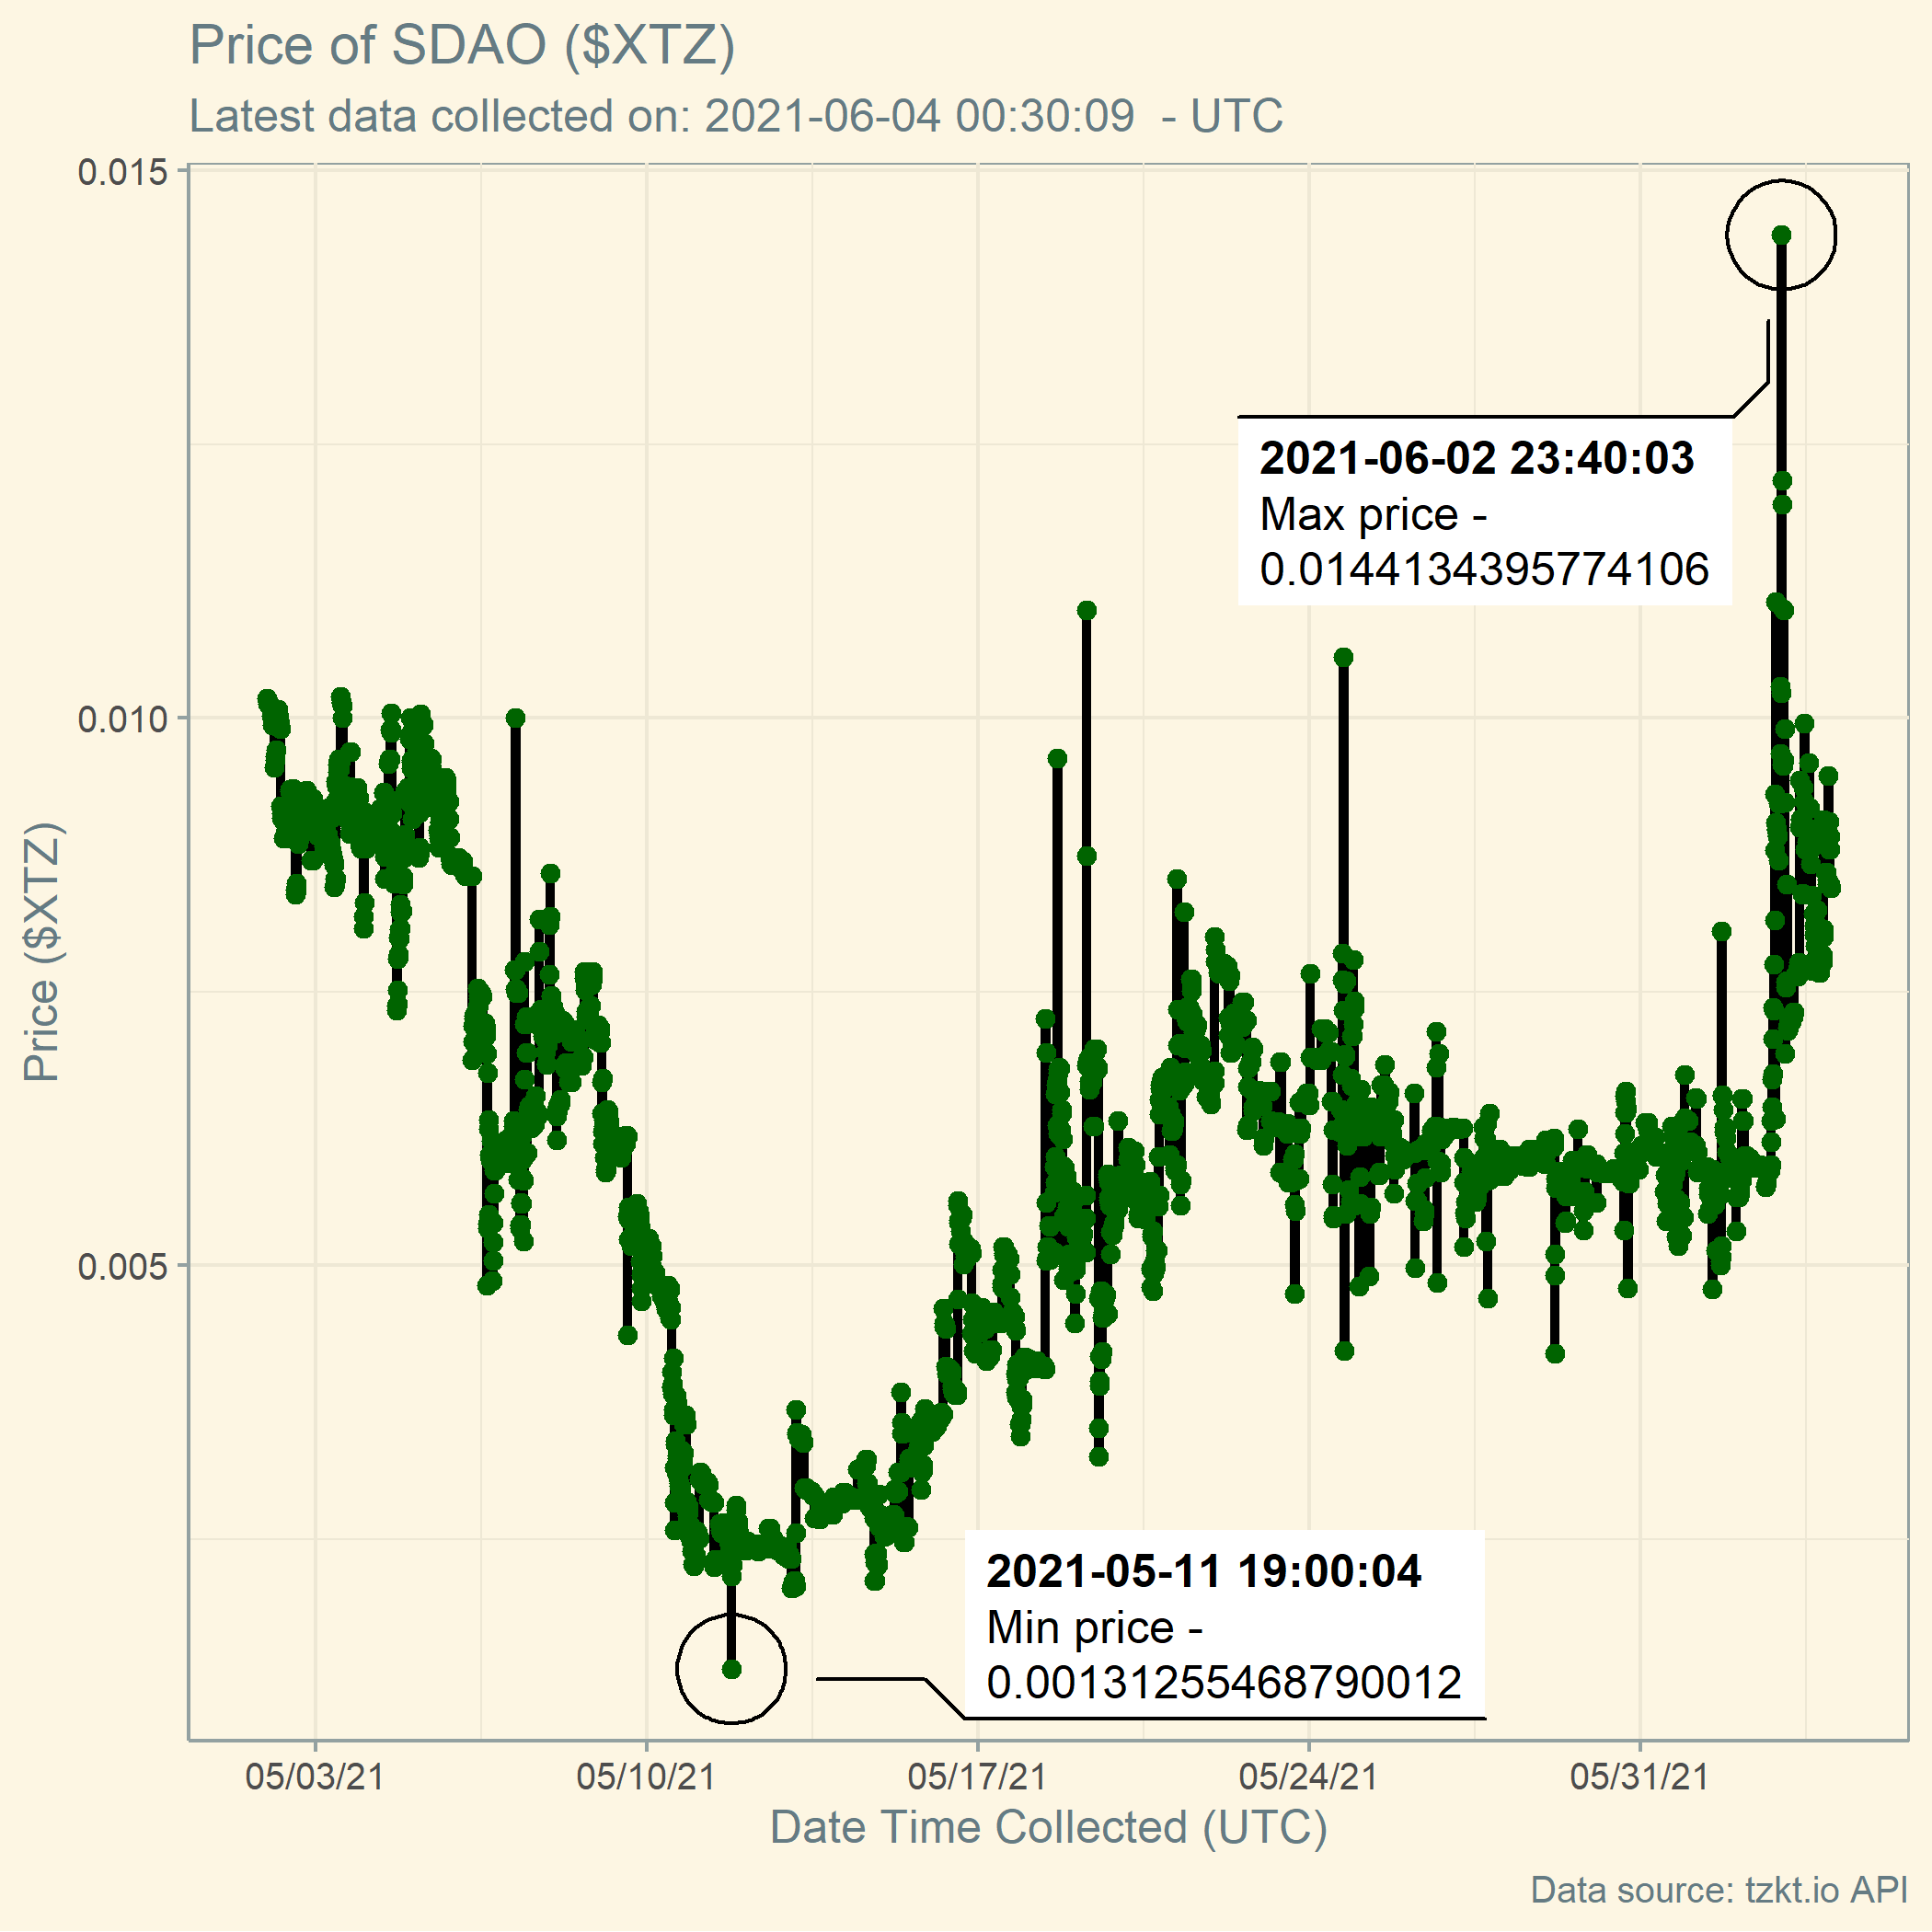 Price of SDAO ($XTZ)
Latest data collected on: 2021-06-04 00:30:09  - UTC
0.015
0.010
0.005
Price ($XTZ)
2021-06-02 23:40:03
Max price -
0.0144134395774106
2021-05-11 19:00:04
Min price -
0.00131255468790012
05/03/21
05/10/21
05/17/21
05/24/21
05/31/21
Date Time Collected (UTC)
Data source: tzkt.io API